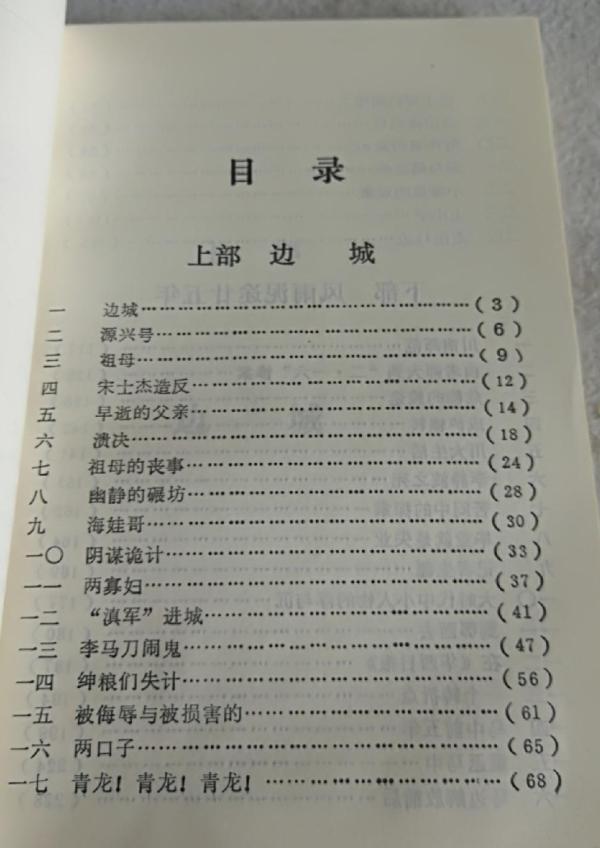 目 录
上部 边 城
一 边城………………………………………(3)
二 源兴号………………………………………(6)
三 祖母………………………………………(9)
四 宋士杰造反………………………………………(12)
五 早逝的父亲………………………………………(14)
六 溃决………………………………………(18)
七 祖母的丧事………………………………………(24)
八 幽静的碾坊………………………………………(28)
九 海娃哥………………………………………(30)
一〇 阴谋诡计………………………………………(33)
一一 两寡妇………………………………………(37)
一二 “滇军”进城………………………………………(41)
一三 李马刀闹鬼………………………………………(47)
一四 绅粮们失计………………………………………(56)
一五 被侮辱与被损害的………………………………………(61)
一六 两口子………………………………………(65)
一七 青龙！青龙！青龙！………………………………………(68)